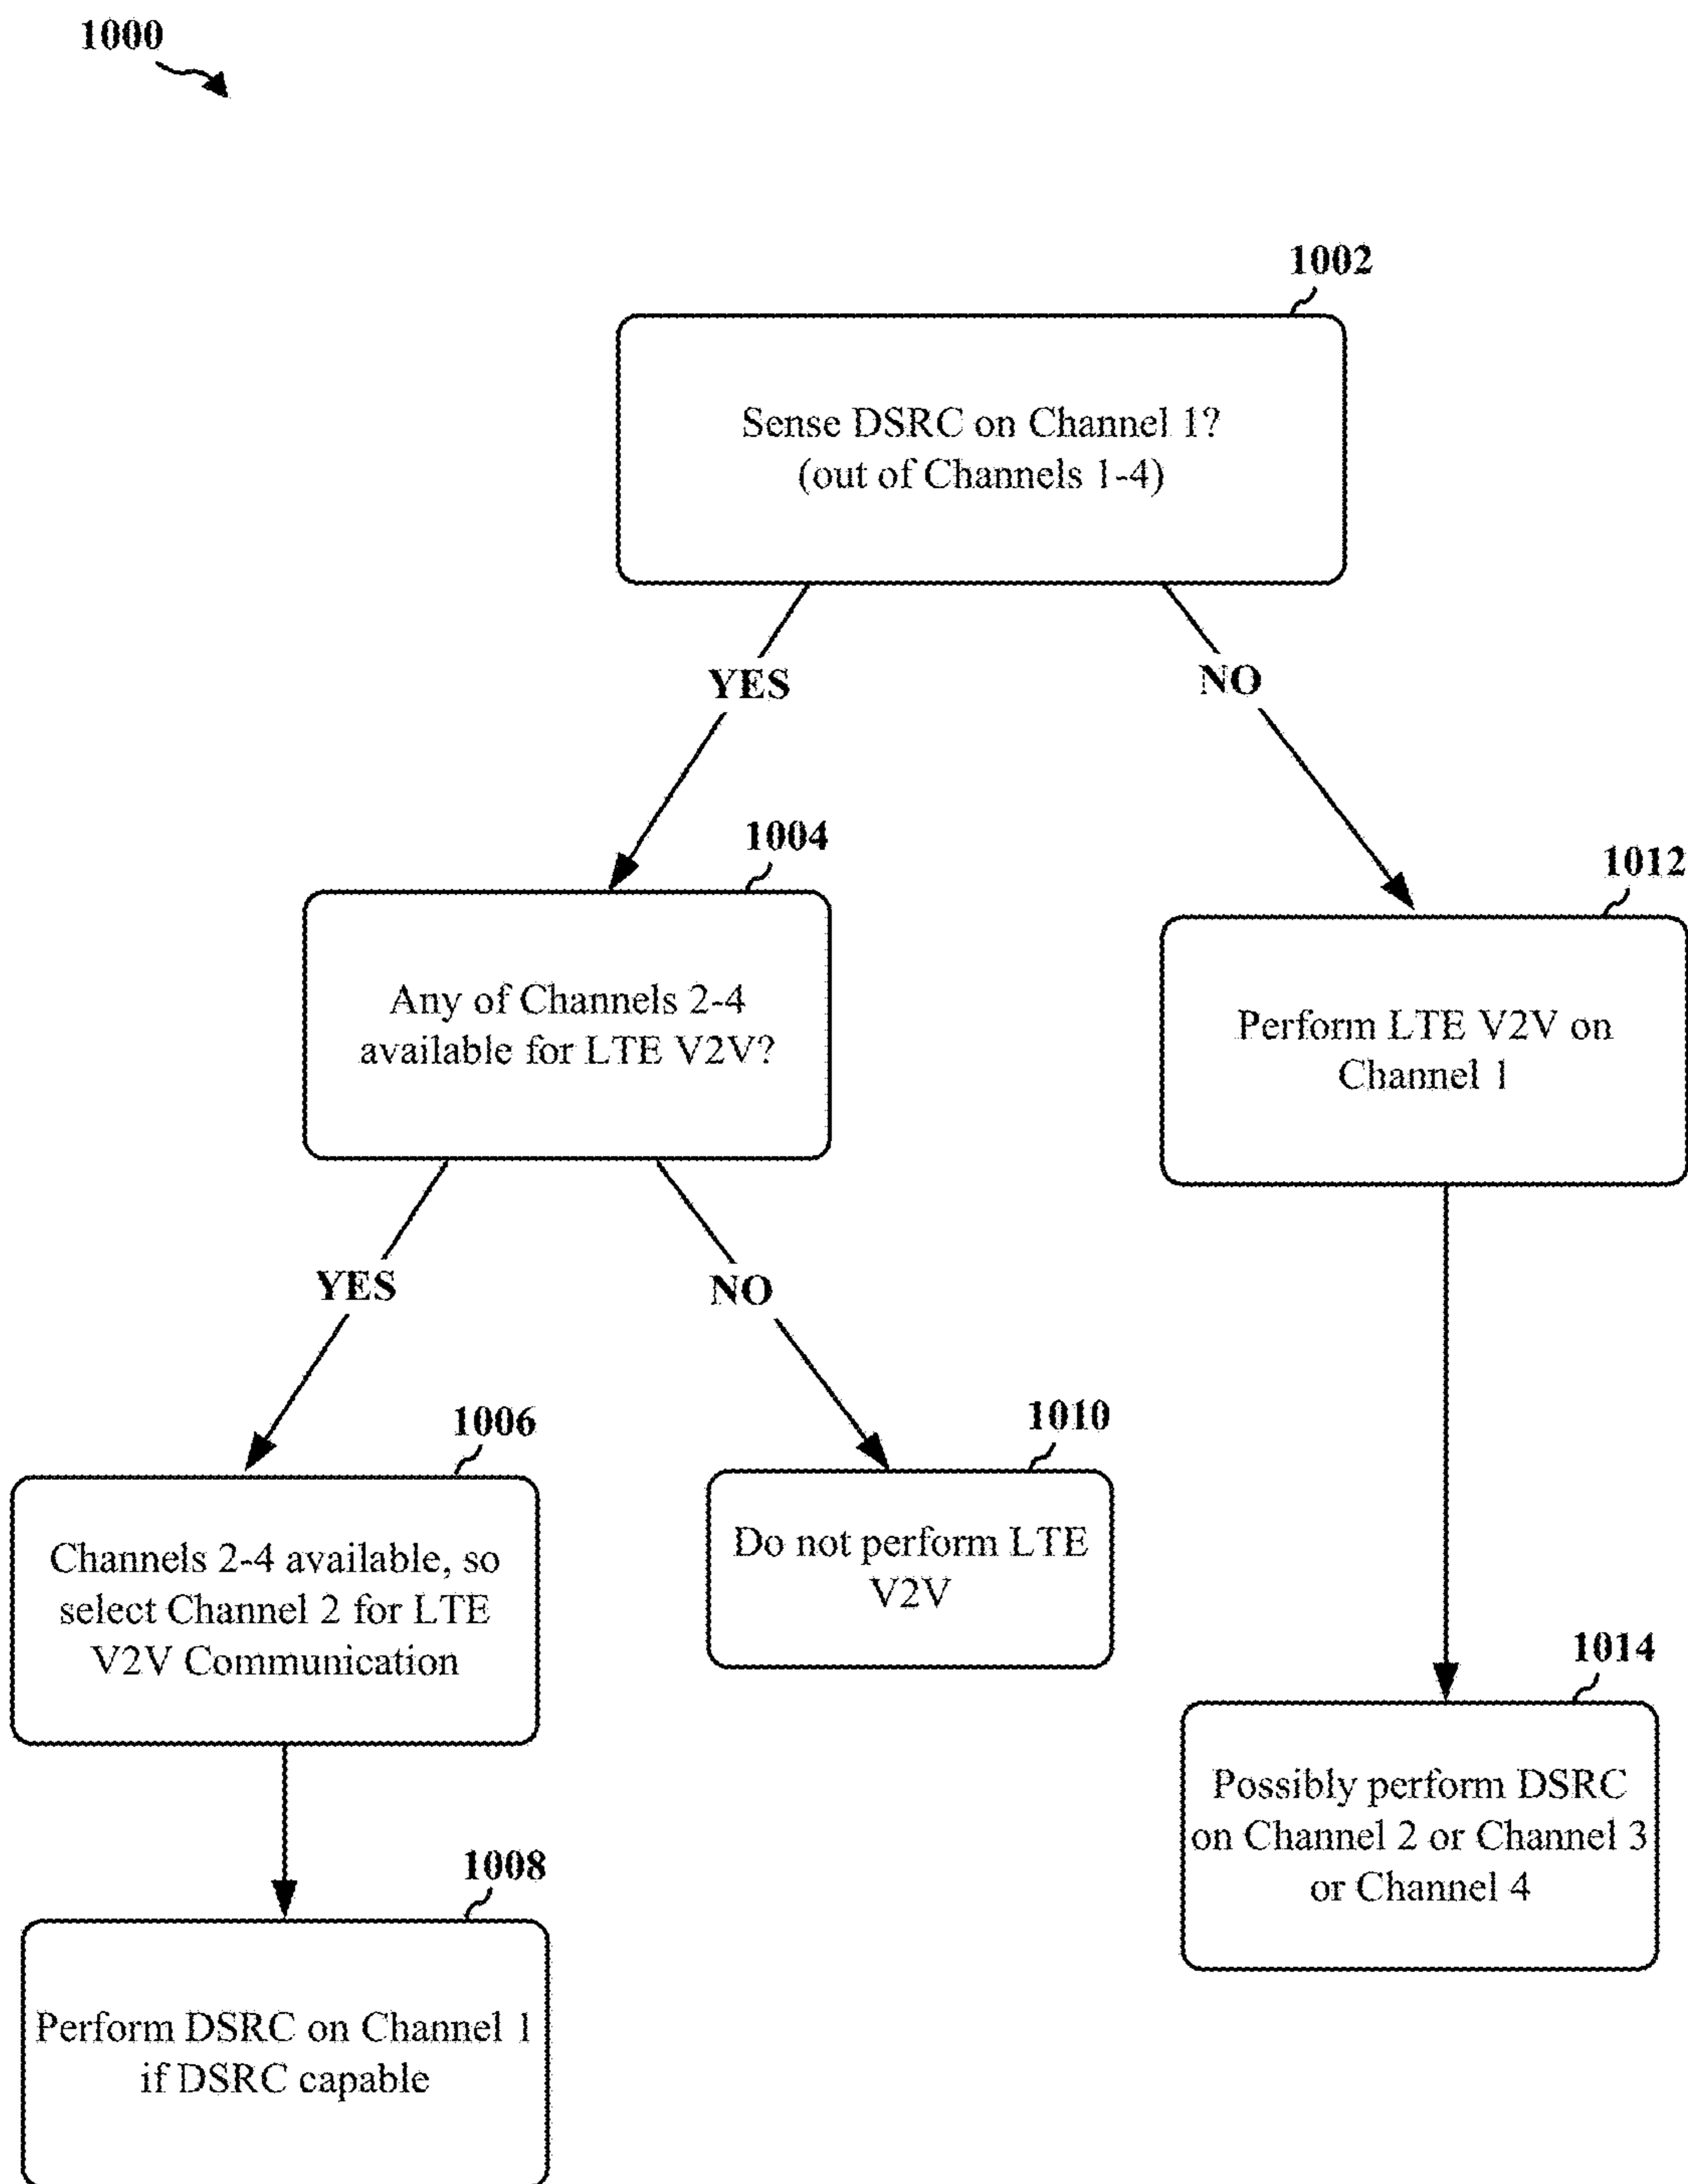 1000
1002
Sense DSRC on Channel 1?
(out of Channels 1-4)
YES
NO
1004
Any of Channels 2-4
available for LTE V2V?
1012
Perform LTE V2V on
Channel 1
YES
NO
1006
Channels 2-4 available, so
select Channel 2 for LTE
V2V Communication
1010
Do not perform LTE
V2V
1014
Possibly perform DSRC
on Channel 2 or Channel 3
or Channel 4
1008
Perform DSRC on Channel 1
if DSRC capable